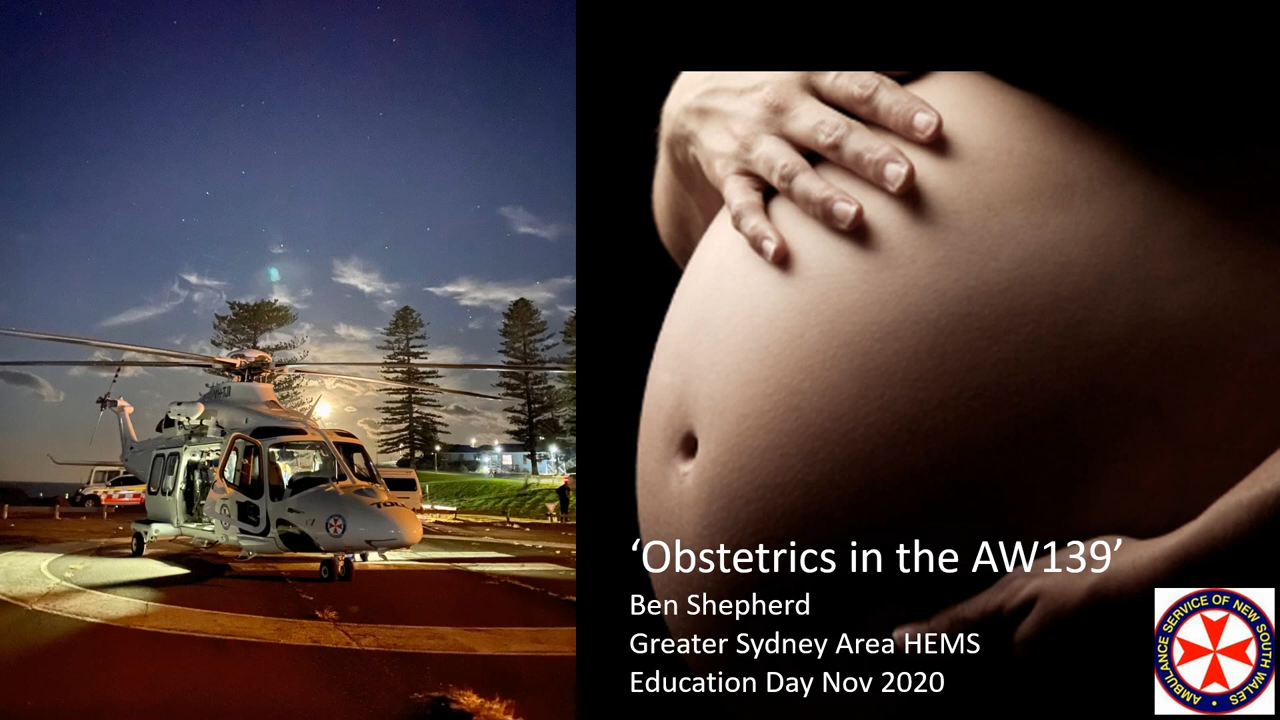 ‘Obstetrics in the AW139’
Ben Shepherd
Greater Sydney Area HEMS
Education Day Nov 2020
AMBULANCE SERVICE OF NEW SOUTH WALES